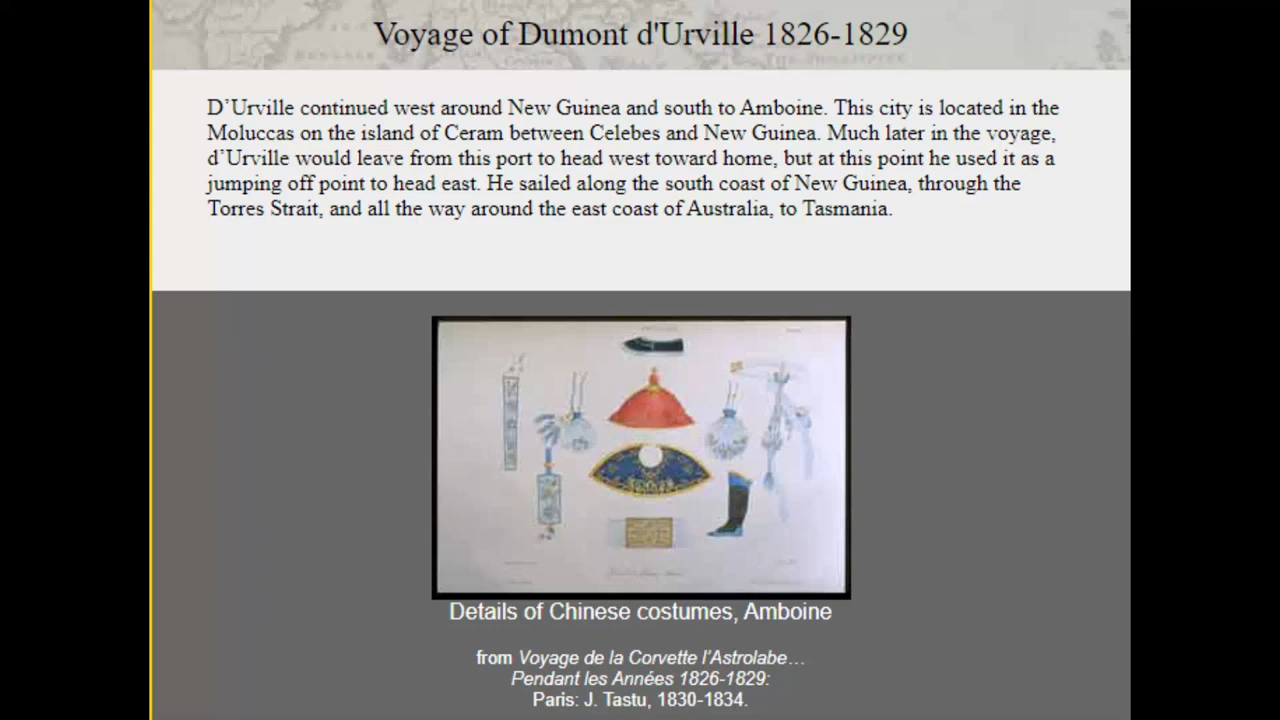 Voyage of Dumont d'Urville 1826-1829
D’Urville continued west around New Guinea and south to Amboine. This city is located in the
Moluccas on the island of Ceram between Celebes and New Guinea. Much later in the voyage,
d’Urville would leave from this port to head west toward home, but at this point he used it as a
jumping off point to head east. He sailed along the south coast of New Guinea, through the
Torres Strait, and all the way around the east coast of Australia, to Tasmania.
Details of Chinese costumes, Amboine
from Voyage de la Corvette l’Astrolabe…
Pendant les Années 1826-1829:
Paris: J. Tastu, 1830-1834.